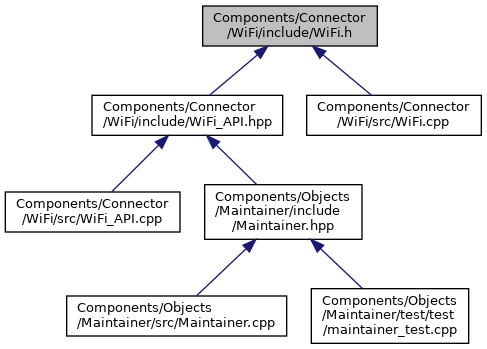 Components/Connector
/WiFi/include/WiFi.h
Components/Connector
/WiFi/include/WiFi_API.hpp
Components/Connector
/WiFi/src/WiFi.cpp
Components/Connector
/WiFi/src/WiFi_API.cpp
Components/Objects
/Maintainer/include
/Maintainer.hpp
Components/Objects
/Maintainer/src/Maintainer.cpp
Components/Objects
/Maintainer/test/test
/maintainer_test.cpp